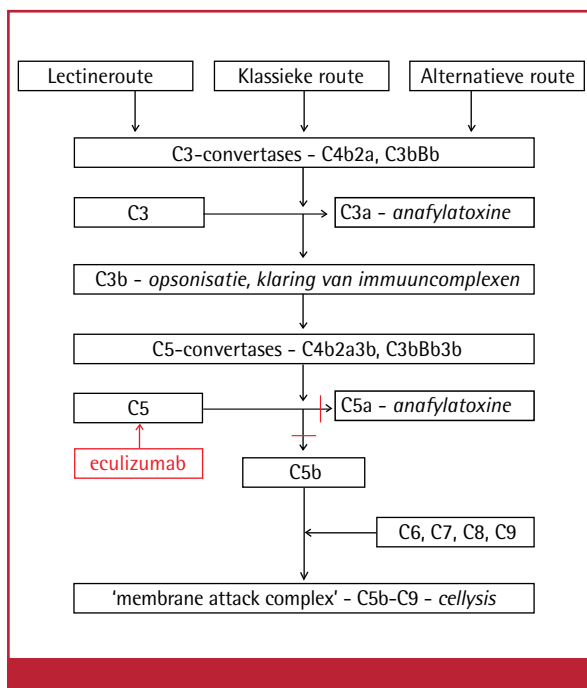 Lectineroute
Klassieke route
Alternatieve route
C3-convertases - C4b2a, C3bBb
C3
C3a - anafylatoxine
C3b - opsonisatie, klaring van immuuncomplexen
C5-convertases - C4b2a3b, C3bBb3b
C5
C5a - anafylatoxine
eculizumab
C5b
C6, C7, C8, C9
'membrane attack complex' - C5b-C9 - cellysis